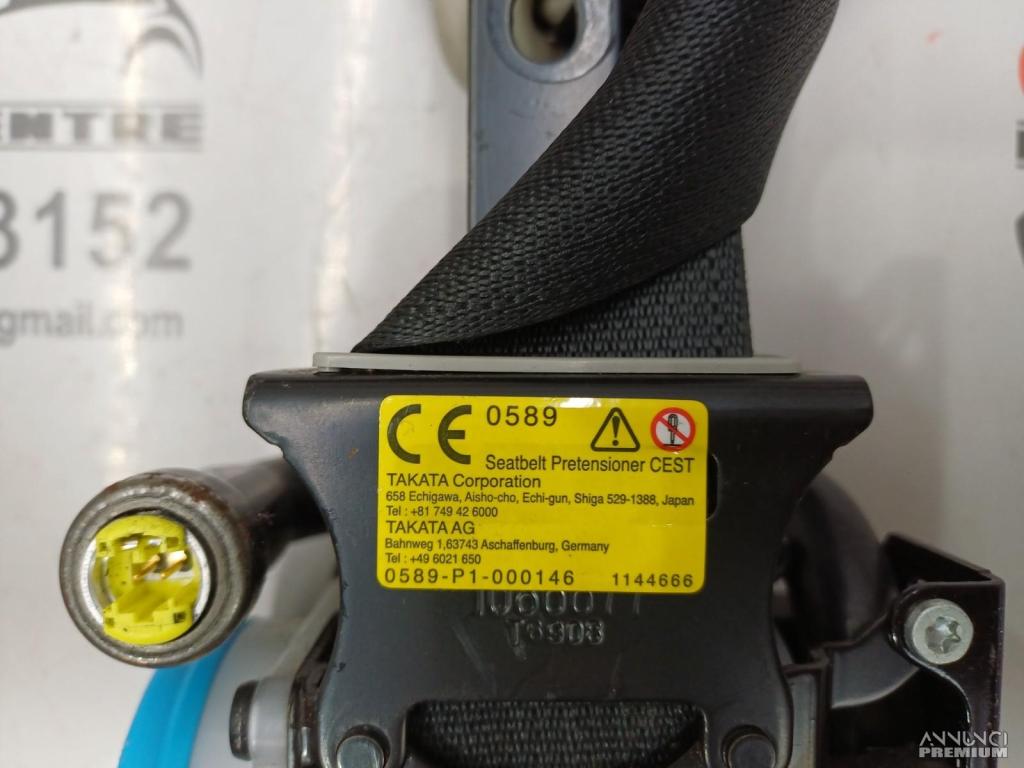 ENTRE
3152
gmail.com
CE 0589
Seatbelt Pretensioner CEST
TAKATA Corporation
658 Echigawa, Aisho-cho, Echi-gun, Shiga 529-1388, Japan
Tel : +81 749 42 6000
TAKATA AG
Bahnweg 1,63743 Aschaffenburg, Germany
Tel : +49 6021 650
0589-P1-000146 1144666
ANNUNCI
PREMIUM